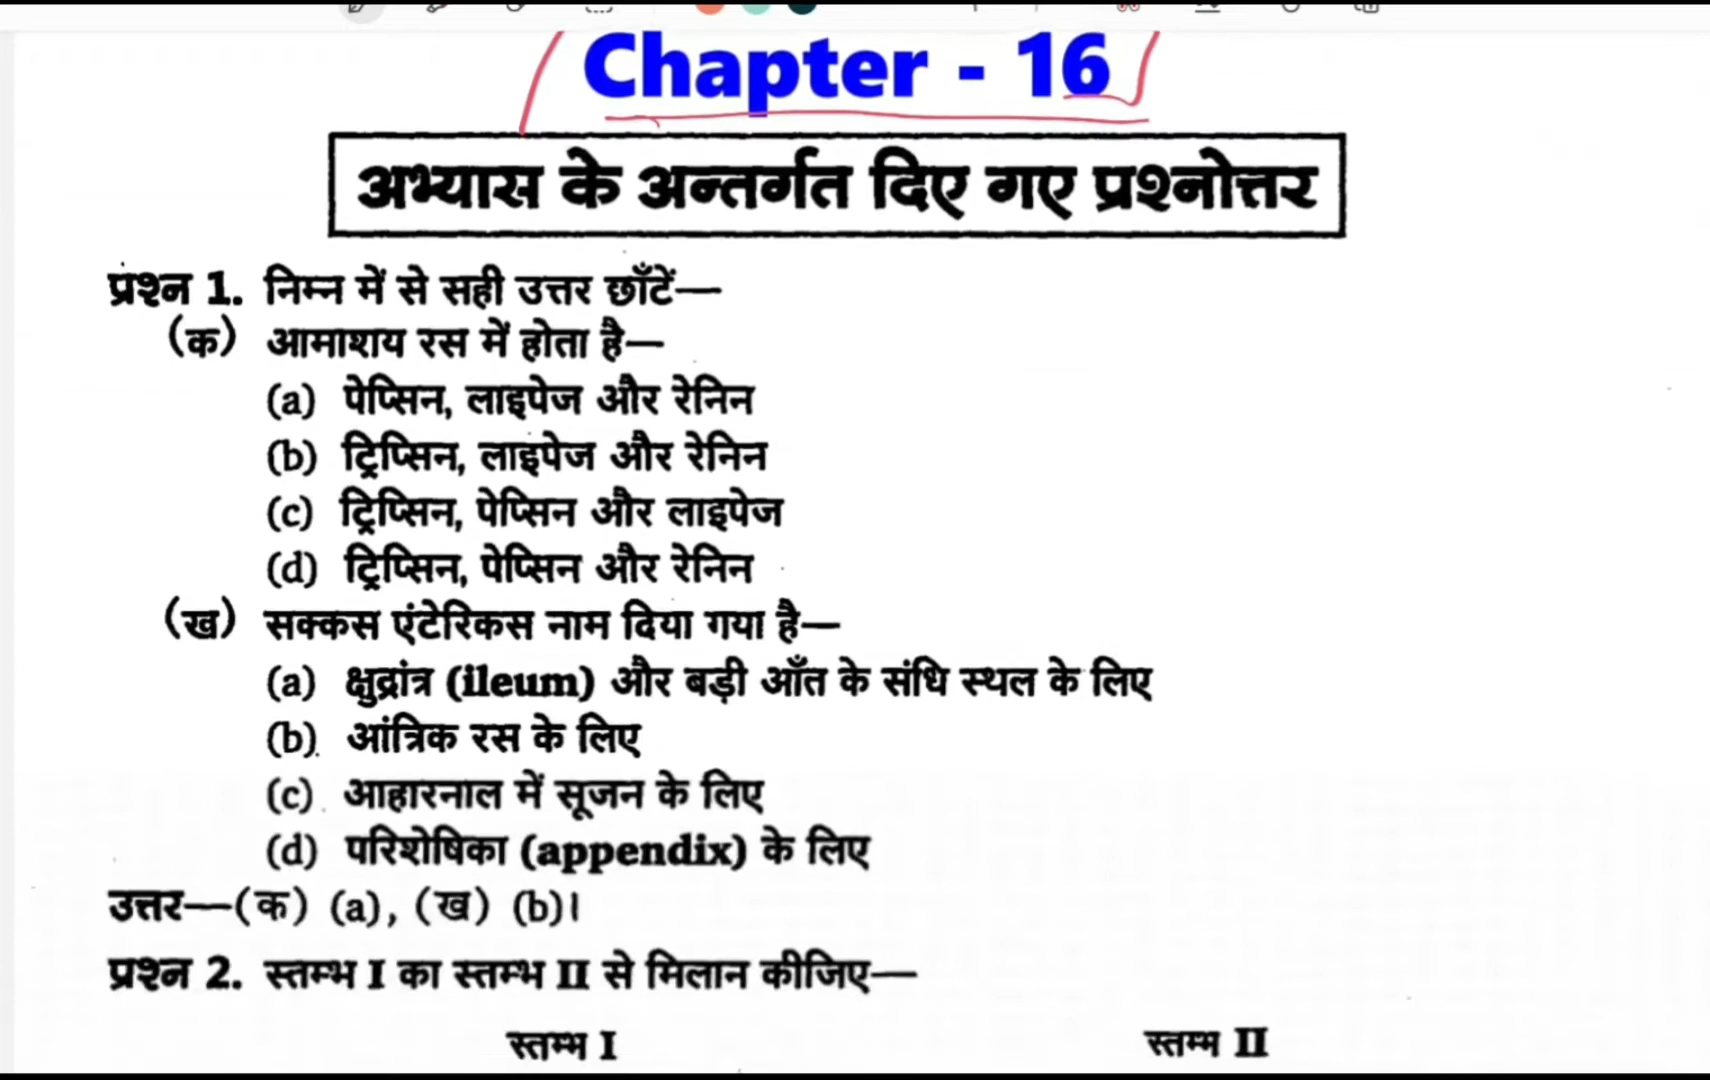 Chapter - 16
अभ्यास के अन्तर्गत दिए गए प्रश्नोत्तर
प्रश्न 1. निम्न में से सही उत्तर छाँटें—
(क) आमाशय रस में होता है—
(a) पेप्सिन, लाइपेज और रेनिन
(b) ट्रिप्सिन, लाइपेज और रेनिन
(c) ट्रिप्सिन, पेप्सिन और लाइपेज
(d) ट्रिप्सिन, पेप्सिन और रेनिन
(ख) सक्कस एंटेरिकस नाम दिया गया है—
(a) क्षुद्रांत्र (ileum) और बड़ी आँत के संधि स्थल के लिए
(b) आंत्रिक रस के लिए
(c) आहारनाल में सूजन के लिए
(d) परिशेषिका (appendix) के लिए
उत्तर—(क) (a), (ख) (b)।
प्रश्न 2. स्तम्भ I का स्तम्भ II से मिलान कीजिए—
स्तम्भ I स्तम्भ II